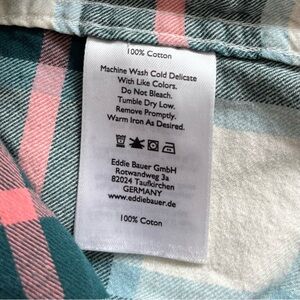 100% Cotton
Machine Wash Cold Delicate
With Like Colors.
Do Not Bleach.
Tumble Dry Low.
Remove Promptly.
Warm Iron As Desired.
Eddie Bauer GmbH
Rotwandweg 3a
82024 Taufkirchen
GERMANY
www.eddiebauer.de
100% Cotton